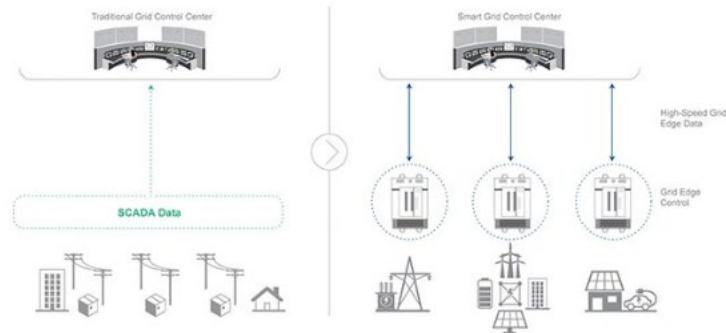 Traditional Grid Control Center
Smart Grid Control Center
High-Speed Grid
Edge Data
Grid Edge
Control
SCADA Data